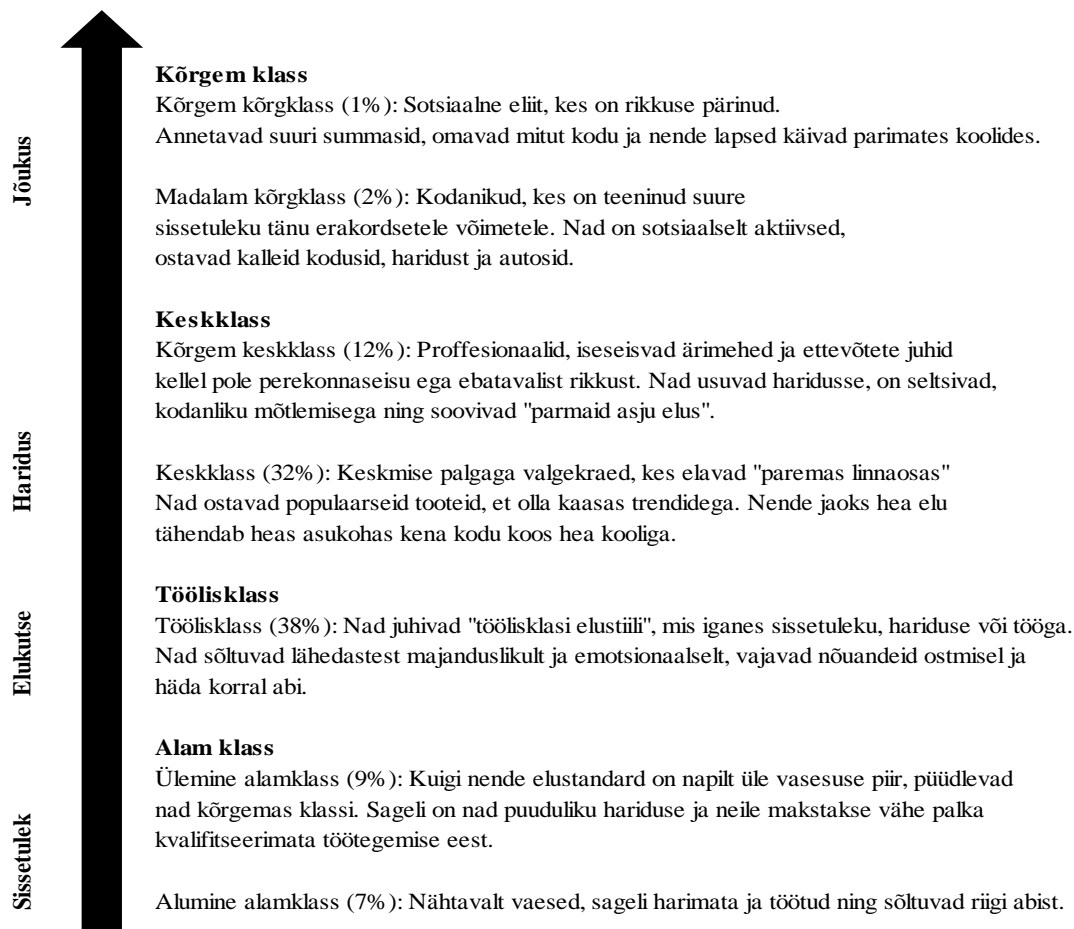 Kõrgem klass
Kõrgem kõrgklass (1%): Sotsiaalne eliit, kes on rikkuse pärinud.
Annetavad suuri summasid, omavad mitut kodu ja nende lapsed käivad parimates koolides.
Madalam kõrgklass (2%): Kodanikud, kes on teeninud suure
sissetuleku tänu erakordsetele võimetele. Nad on sotsiaalselt aktiivsed,
ostavad kalleid kodusid, haridust ja autosid.
Keskklass
Kõrgem keskklass (12%): Proffesionaalid, iseseisvad ärimehed ja ettevõtete juhid
kellel pole perekonnaseisu ega ebatavalist rikkust. Nad usuvad haridusse, on seltsivad,
kodanliku mõtlemisega ning soovivad "parmaid asju elus".
Keskklass (32%): Keskmise palgaga valgekraed, kes elavad "paremas linnaosas"
Nad ostavad populaarseid tooteid, et olla kaasas trendidega. Nende jaoks hea elu
tähendab heas asukohas kena kodu koos hea kooliga.
Töölisklass
Töölisklass (38%): Nad juhivad "töölisklasi elustiili", mis iganes sissetuleku, hariduse või tööga.
Nad sõltuvad lähedastest majanduslikult ja emotsionaalselt, vajavad nõuandeid ostmisel ja
häda korral abi.
Alam klass
Ülemine alamklass (9%): Kuigi nende elustandard on napilt üle vasesuse piir, püüdlevad
nad kõrgemas klassi. Sageli on nad puuduliku hariduse ja neile makstakse vähe palka
kvalifitseerimata töötegemise eest.
Alumine alamklass (7%): Nähtavalt vaesed, sageli harimata ja töötud ning sõltuvad riigi abist.
Jõukus
Haridus
Elukutse
Sissetulek